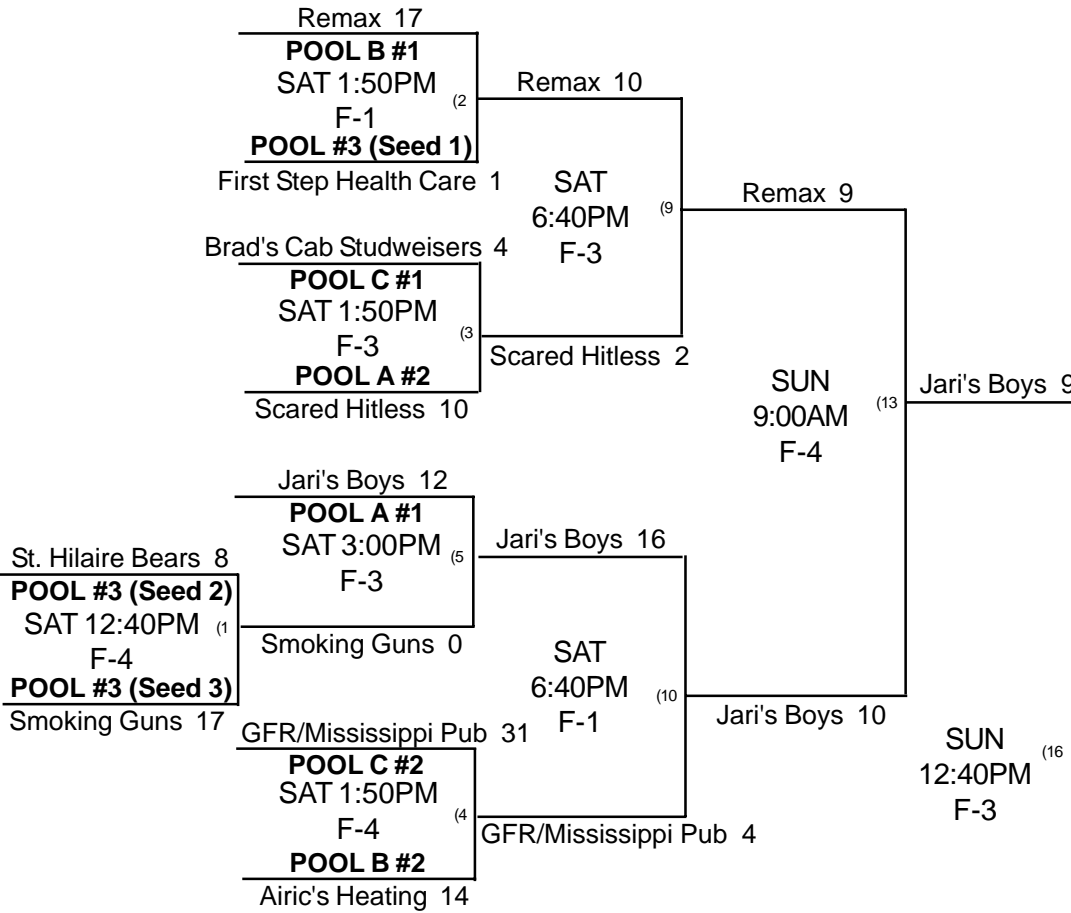 Remax 17
POOL B #1
SAT 1:50PM
(2
F-1
POOL #3 (Seed 1)
First Step Health Care 1
Remax 10
SAT
6:40PM
(9
F-3
Brad's Cab Studweisers 4
POOL C #1
SAT 1:50PM
(3
F-3
POOL A #2
Scared Hitless 10
Scared Hitless 2
Remax 9
SUN
9:00AM
(13
F-4
Jari's Boys 9
Jari's Boys 12
POOL A #1
SAT 3:00PM
(5
F-3
St. Hilaire Bears 8
POOL #3 (Seed 2)
SAT 12:40PM
(1
F-4
POOL #3 (Seed 3)
Smoking Guns 17
Smoking Guns 0
Jari's Boys 16
SAT
6:40PM
(10
F-1
Jari's Boys 10
GFR/Mississippi Pub 31
POOL C #2
SAT 1:50PM
(4
F-4
POOL B #2
Airic's Heating 14
GFR/Mississippi Pub 4
SUN
12:40PM
(16
F-3